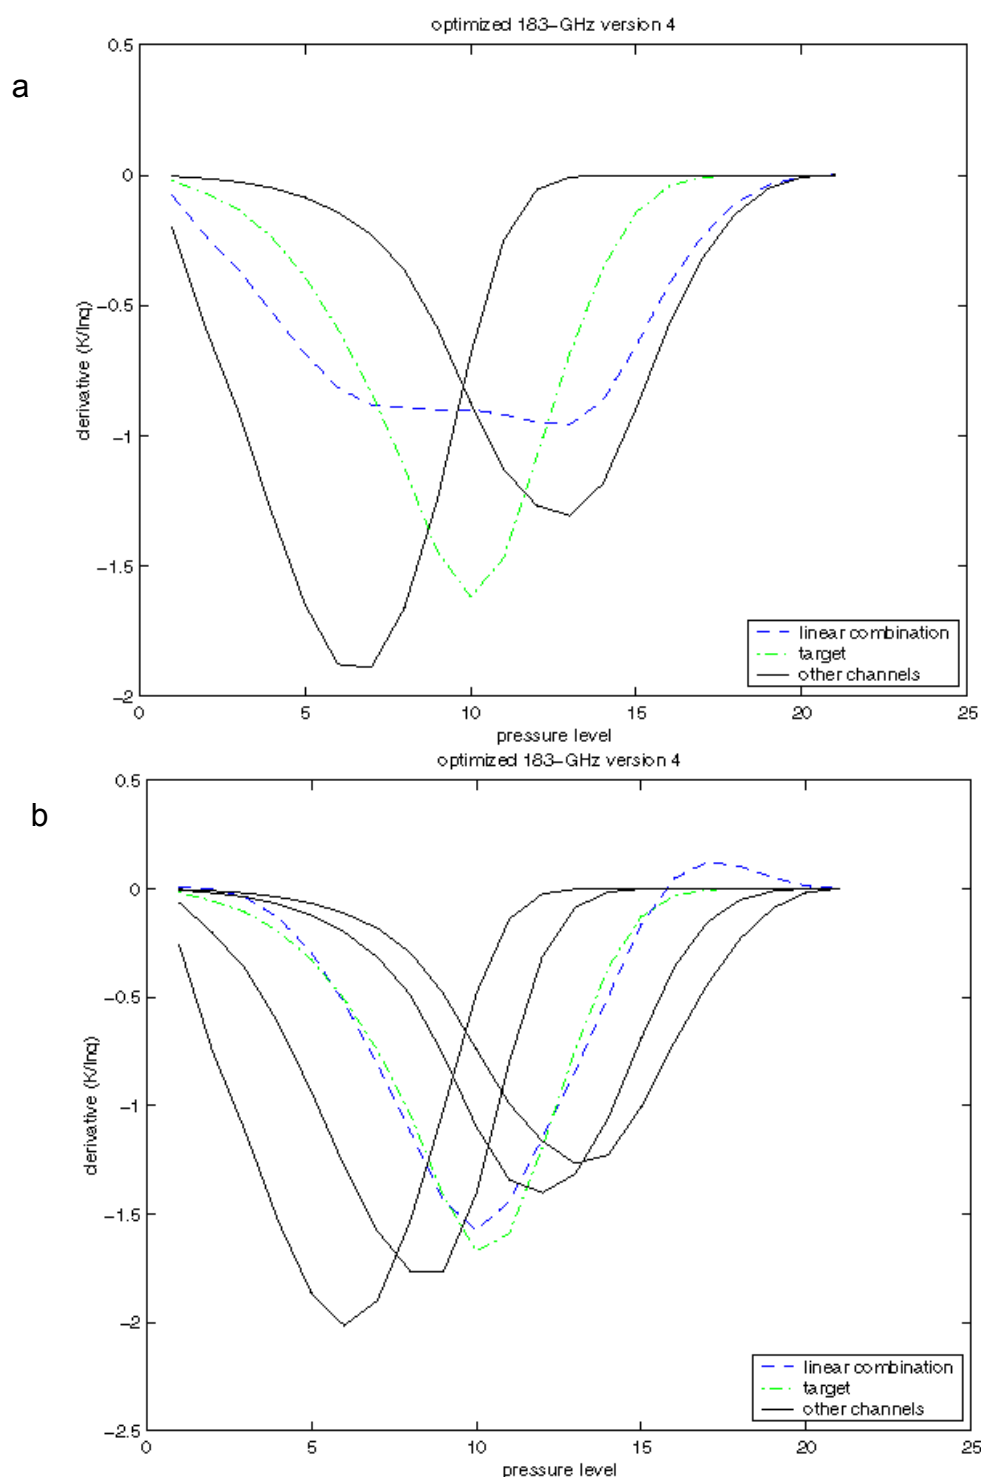 optimized 183-GHz version 4
a
0.5
0
-0.5
-1
-1.5
-2
derivative (K/lnq)
linear combination
target
other channels
0 5 10 15 20 25
pressure level
optimized 183-GHz version 4
b
0.5
0
-0.5
-1
-1.5
-2
-2.5
derivative (K/lnq)
linear combination
target
other channels
0 5 10 15 20 25
pressure level